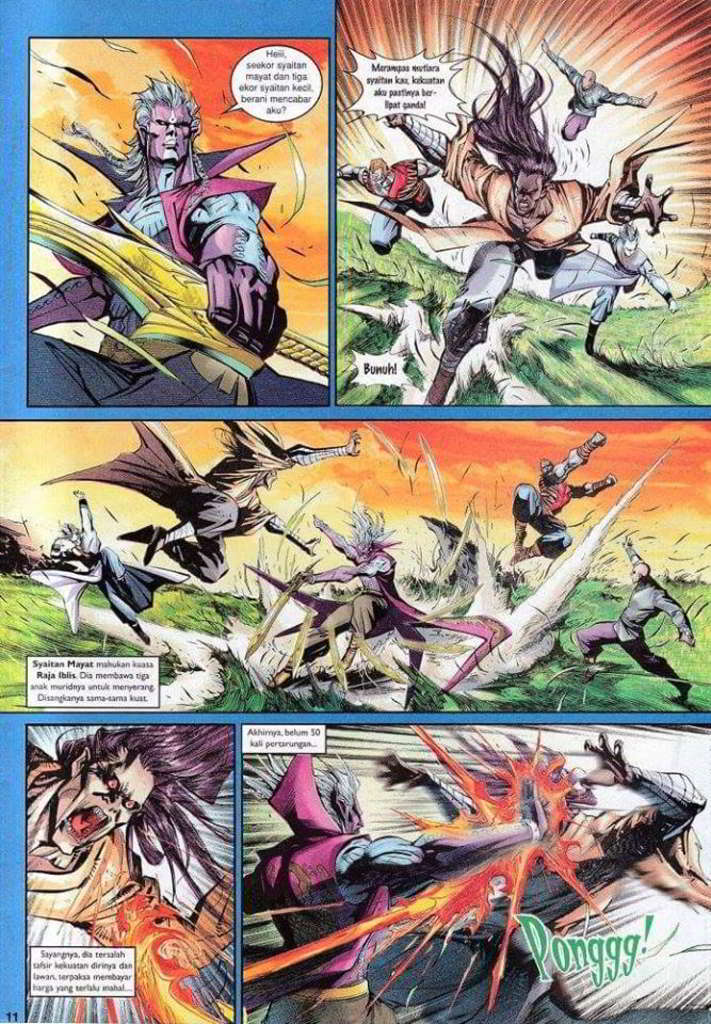 Heiii,
seekor syaitan
mayat dan tiga
ekor syaitan kecil,
berani mencabar
aku?
Merampas mutiara
syaitan kau, kekuatan
aku pastinya ber-
lipat ganda!
Bunuh!
Syaitan Mayat mahukan kuasa
Raja Iblis. Dia membawa tiga
anak muridnya untuk menyerang.
Disangkanya sama-sama kuat.
Sayangnya, dia tersalah
tafsir kekuatan dirinya dan
lawan, terpaksa membayar
harga yang terlalu mahal...
Akhirnya, belum 50
kali pertarungan...
Ponggg!
11